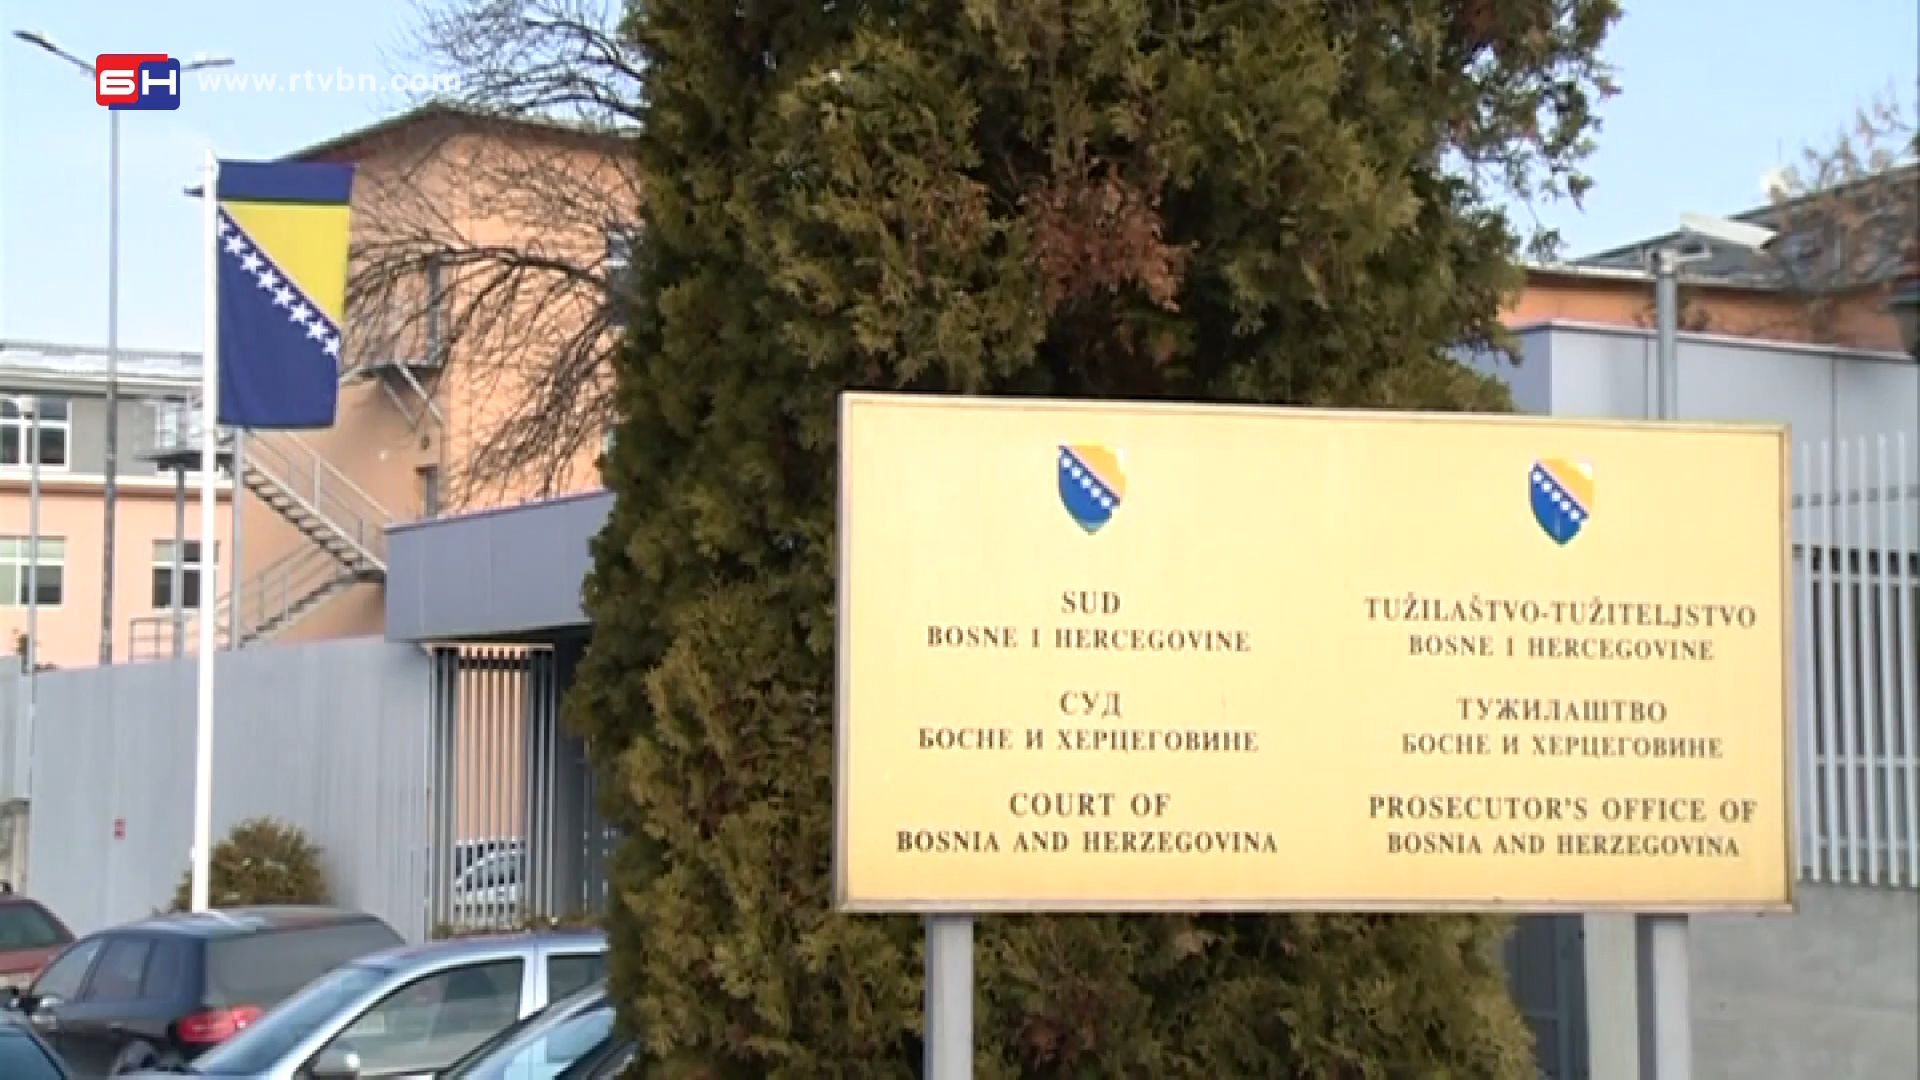 БН www.rtvbn.com
SUD
BOSNE I HERCEGOVINE
СУД
БОСНЕ И ХЕРЦЕГОВИНЕ
COURT OF
BOSNIA AND HERZEGOVINA
TUŽILAŠTVO-TUŽITELJSTVO
BOSNE I HERCEGOVINE
ТУЖИЛАШТВО
БОСНЕ И ХЕРЦЕГОВИНЕ
PROSECUTOR'S OFFICE OF
BOSNIA AND HERZEGOVINA